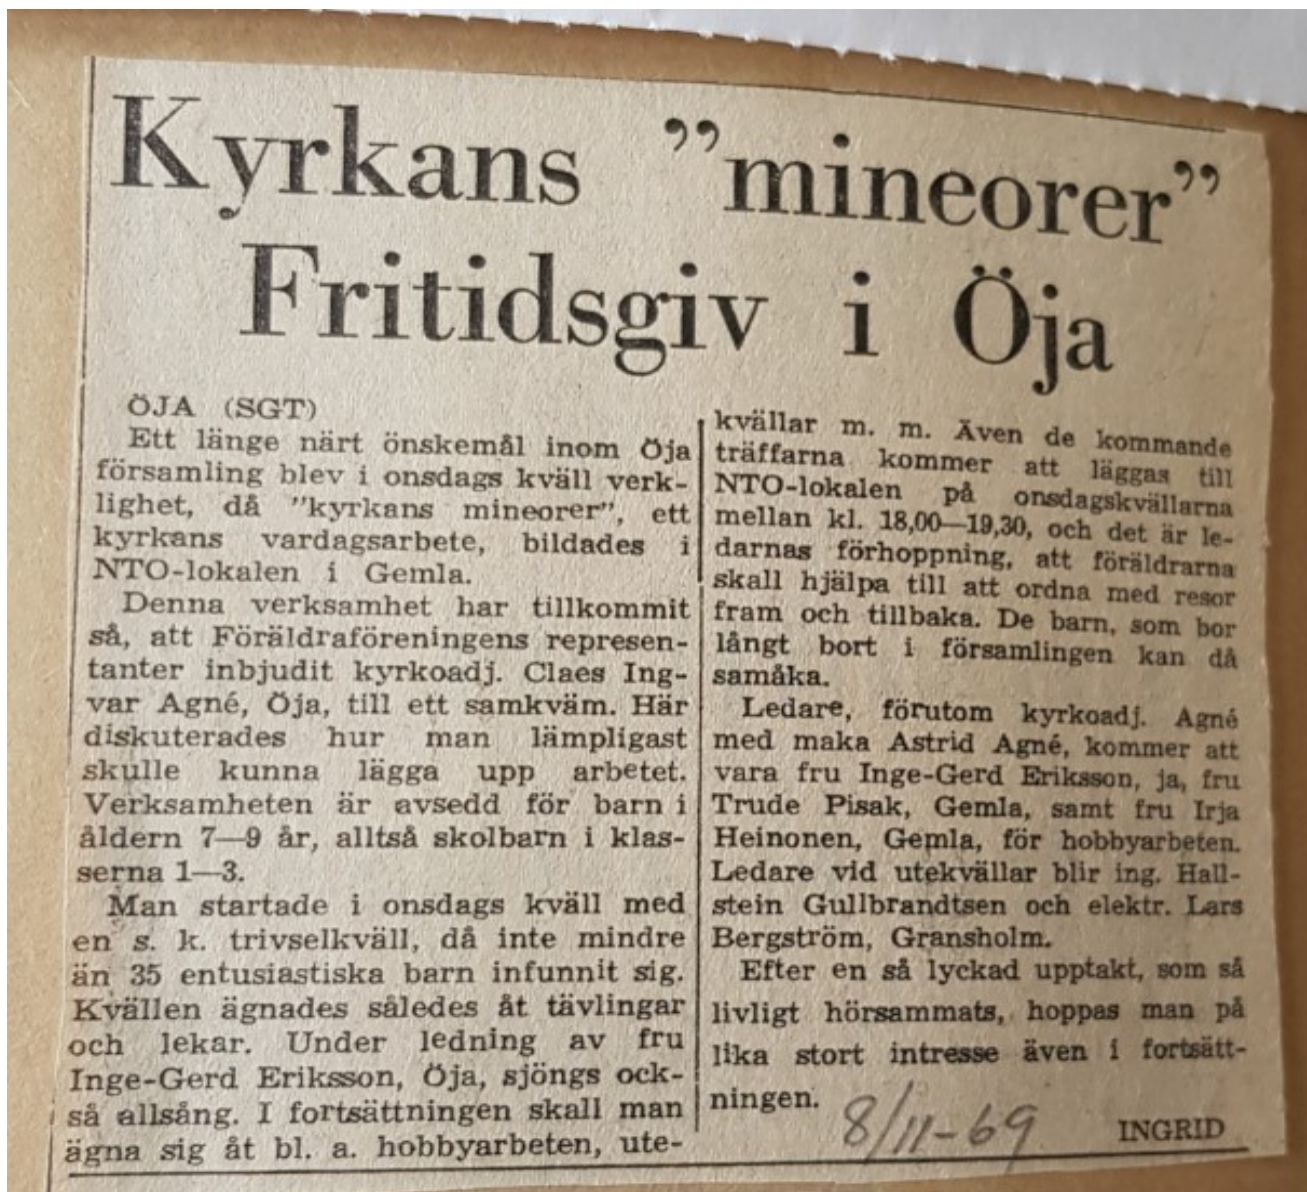 Kyrkans ”mineorer”
Fritidsgiv i Öja
ÖJA (SGT)
Ett länge närt önskemål inom Öja
församling blev i onsdags kväll verk-
lighet, då ”kyrkans mineorer”, ett
kyrkans vardagsarbete, bildades i
NTO-lokalen i Gemla.
Denna verksamhet har tillkommit
så, att Föräldraföreningens represen-
tanter inbjudit kyrkoadj. Claes Ing-
var Agné, Öja, till ett samkväm. Här
diskuterades hur man lämpligast
skulle kunna lägga upp arbetet.
Verksamheten är avsedd för barn i
åldern 7—9 år, alltså skolbarn i klas-
serna 1—3.
Man startade i onsdags kväll med
en s. k. trivselkväll, då inte mindre
än 35 entusiastiska barn infunnit sig.
Kvällen ägnades således åt tävlingar
och lekar. Under ledning av fru
Inge-Gerd Eriksson, Öja, sjöngs ock-
så allsång. I fortsättningen skall man
ägna sig åt bl. a. hobbyarbeten, ute-
kvällar m. m. Även de kommande
träffarna kommer att läggas till
NTO-lokalen på onsdagskvällarna
mellan kl. 18,00—19,30, och det är le-
darnas förhoppning, att föräldrarna
skall hjälpa till att ordna med resor
fram och tillbaka. De barn, som bor
långt bort i församlingen kan då
samåka.
Ledare, förutom kyrkoadj. Agné
med maka Astrid Agné, kommer att
vara fru Inge-Gerd Eriksson, ja, fru
Trude Pisak, Gemla, samt fru Irja
Heinonen, Gemla, för hobbyarbeten.
Ledare vid utekvällar blir ing. Hall-
stein Gullbrandtsen och elektr. Lars
Bergström, Gransholm.
Efter en så lyckad upptakt, som så
livligt hörsammats, hoppas man på
lika stort intresse även i fortsätt-
ningen.
8/11-69
INGRID